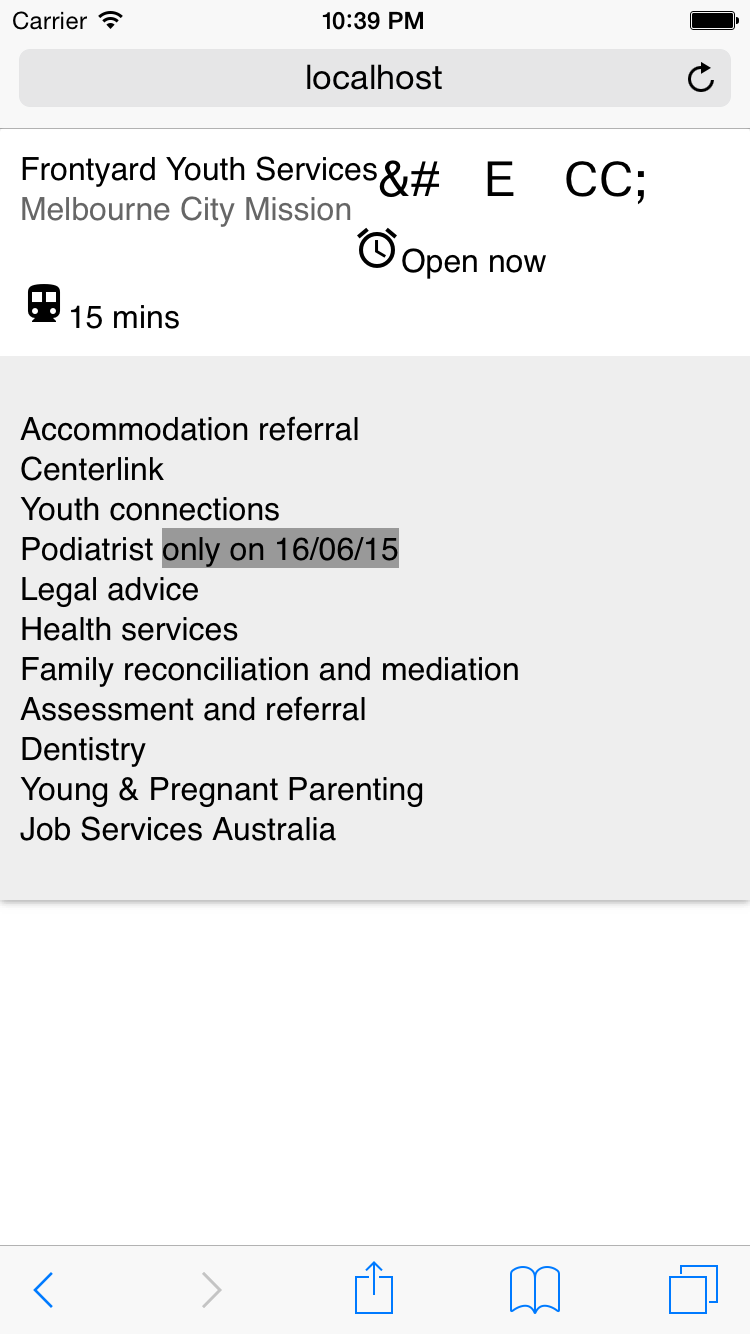 Carrier 10:39 PM
localhost
Frontyard Youth Services &# E CC;
Melbourne City Mission
Open now
15 mins
Accommodation referral
Centerlink
Youth connections
Podiatrist only on 16/06/15
Legal advice
Health services
Family reconciliation and mediation
Assessment and referral
Dentistry
Young & Pregnant Parenting
Job Services Australia